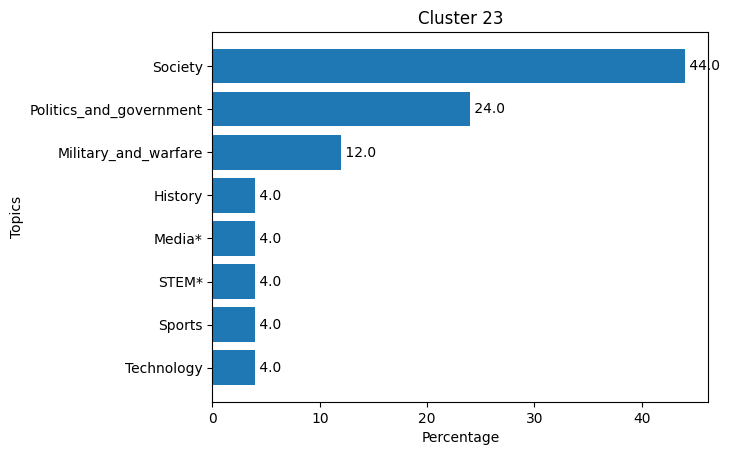 Cluster 23
Society 44.0
Politics_and_government 24.0
Military_and_warfare 12.0
History 4.0
Media* 4.0
STEM* 4.0
Sports 4.0
Technology 4.0
Topics
0 10 20 30 40
Percentage